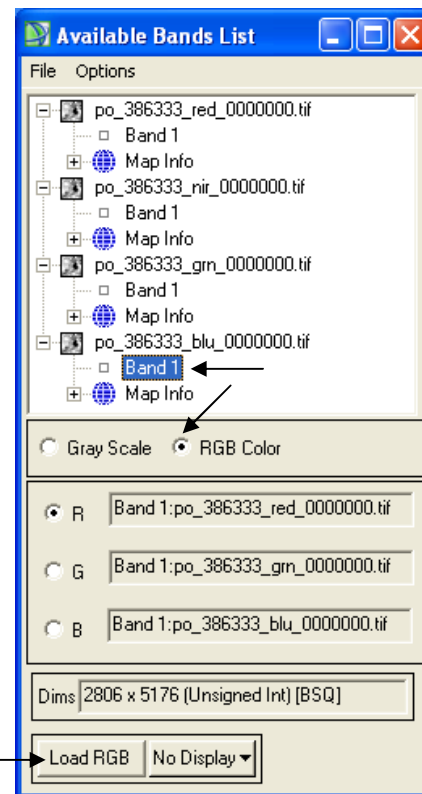 Available Bands List
File Options
po_386333_red_0000000.tif
Band 1
Map Info
po_386333_nir_0000000.tif
Band 1
Map Info
po_386333_grn_0000000.tif
Band 1
Map Info
po_386333_blu_0000000.tif
Band 1
Map Info
Gray Scale RGB Color
R Band 1:po_386333_red_0000000.tif
G Band 1:po_386333_grn_0000000.tif
B Band 1:po_386333_blu_0000000.tif
Dims 2806 x 5176 (Unsigned Int) [BSQ]
Load RGB No Display